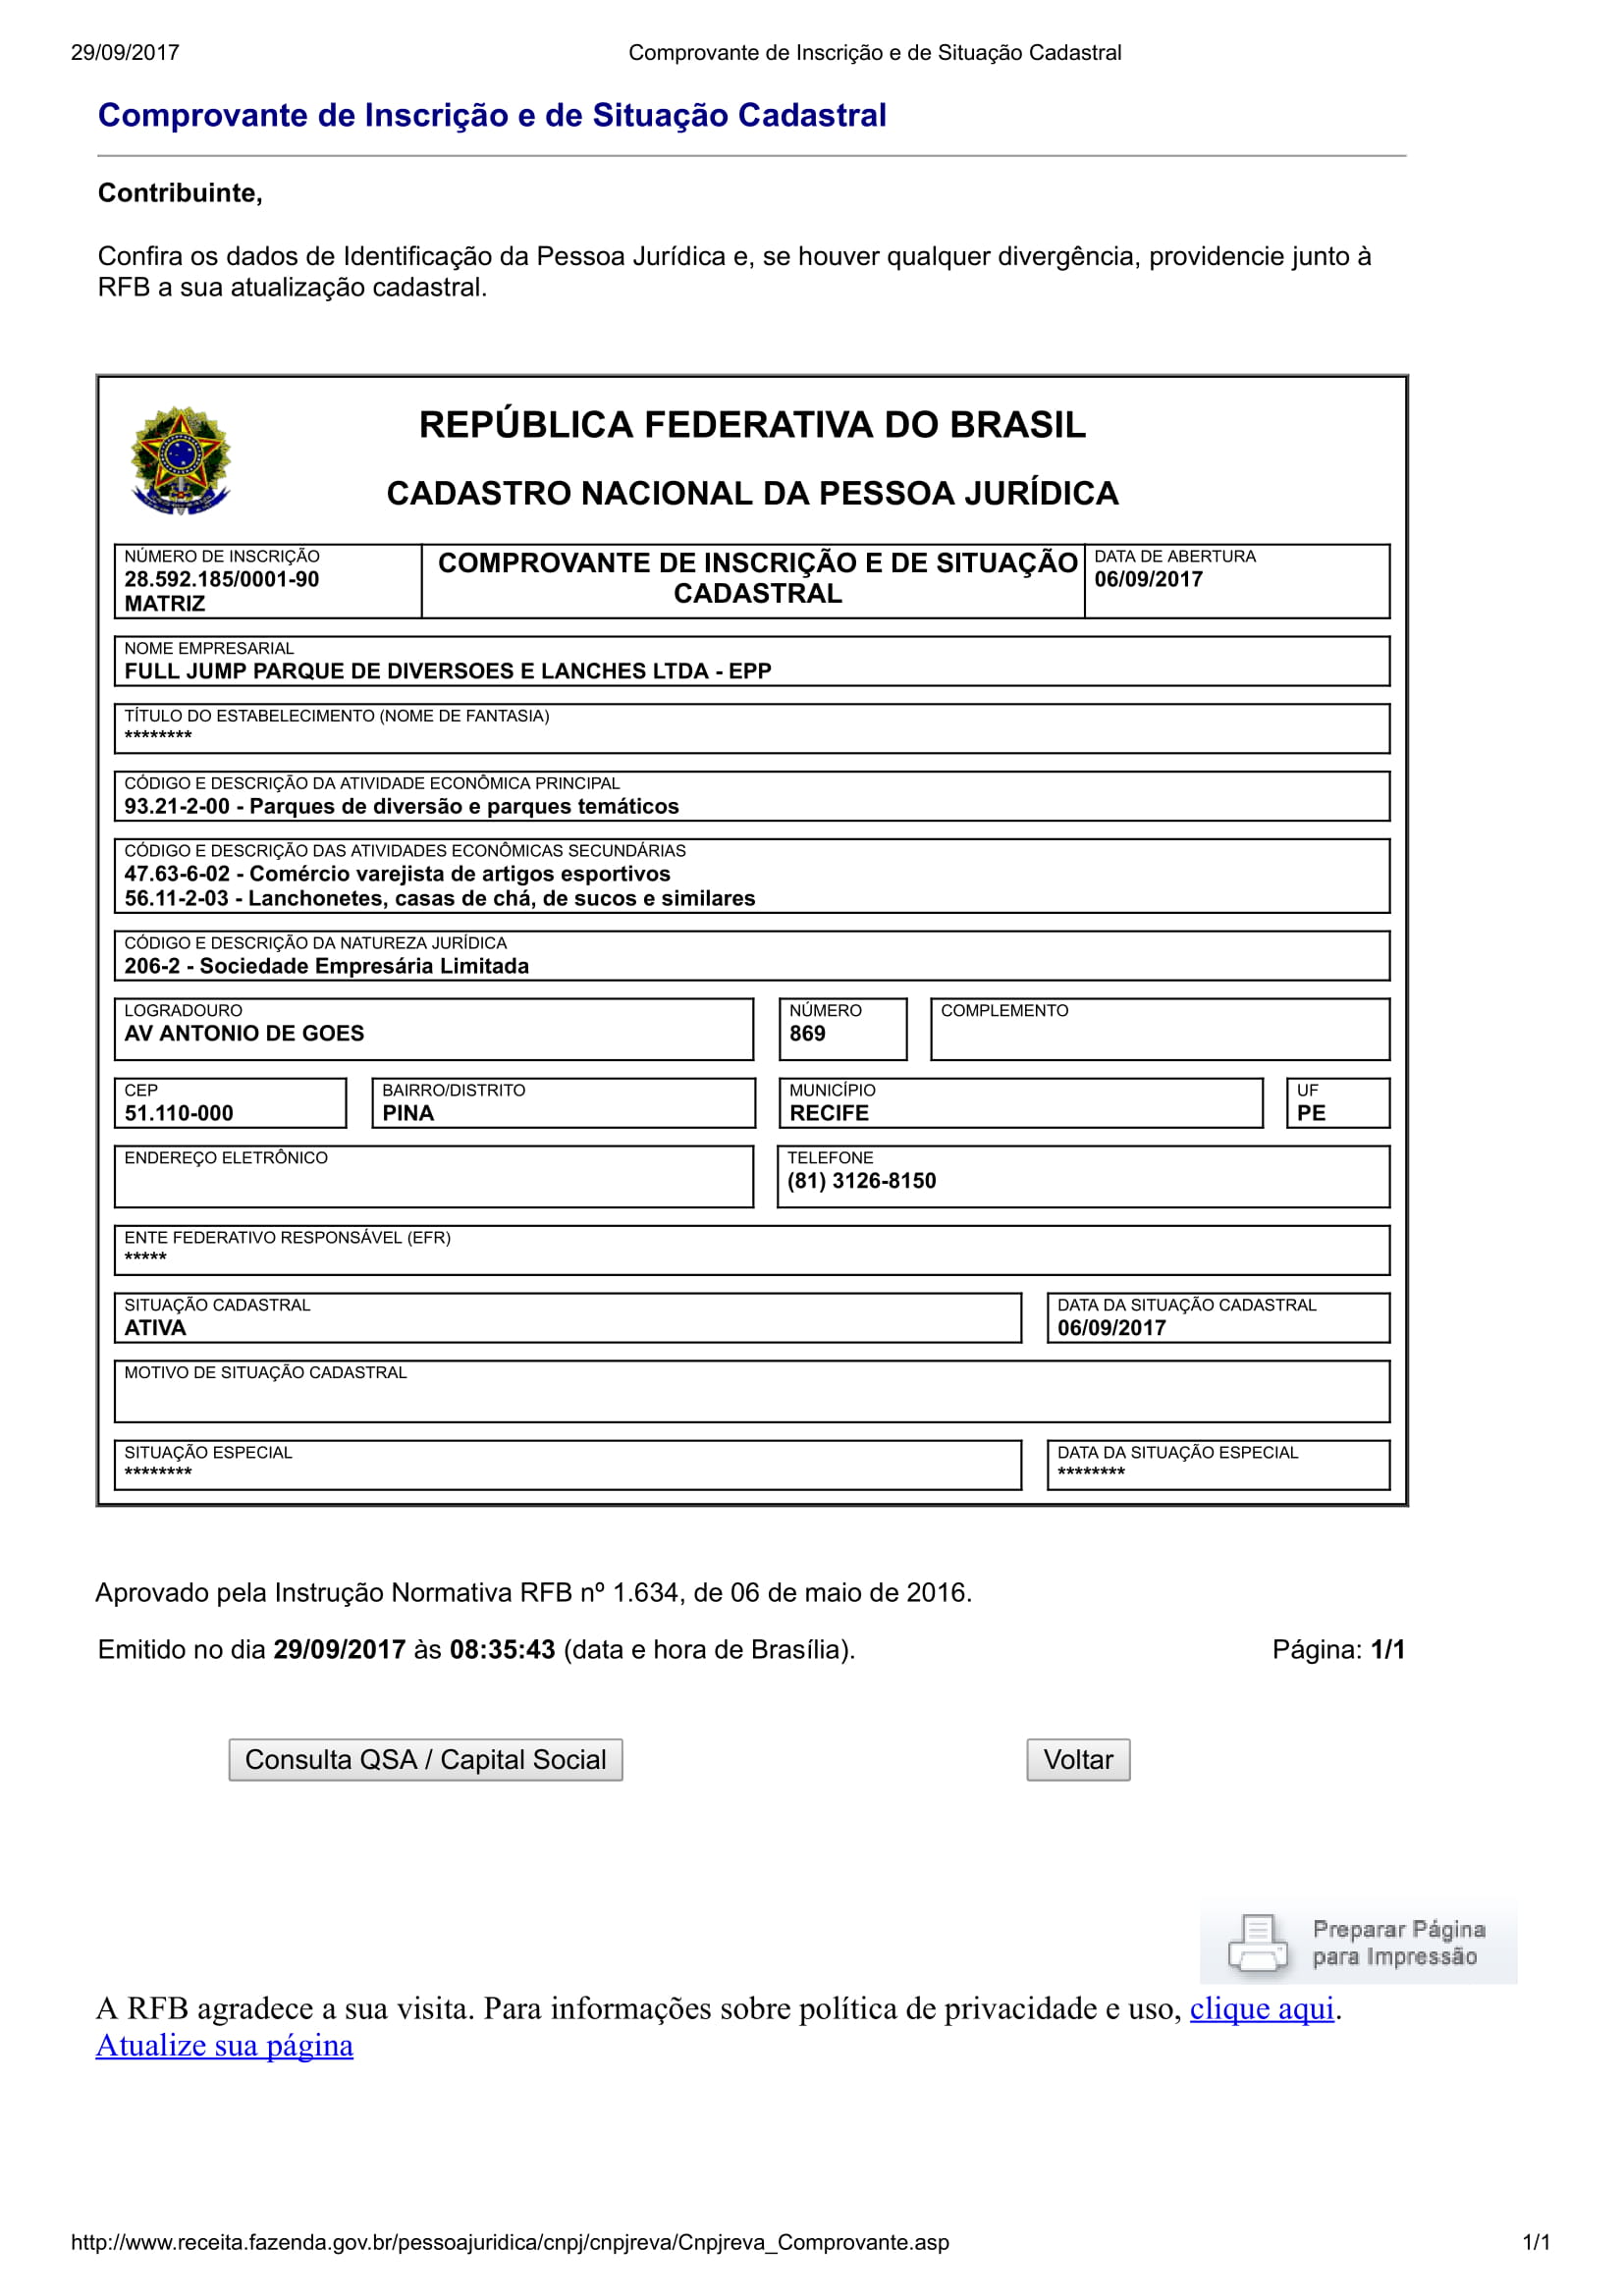 29/09/2017 Comprovante de Inscrição e de Situação Cadastral
Comprovante de Inscrição e de Situação Cadastral
Contribuinte,
Confira os dados de Identificação da Pessoa Jurídica e, se houver qualquer divergência, providencie junto à
RFB a sua atualização cadastral.
REPÚBLICA FEDERATIVA DO BRASIL
CADASTRO NACIONAL DA PESSOA JURÍDICA
NÚMERO DE INSCRIÇÃO
28.592.185/0001-90
MATRIZ
COMPROVANTE DE INSCRIÇÃO E DE SITUAÇÃO
CADASTRAL
DATA DE ABERTURA
06/09/2017
NOME EMPRESARIAL
FULL JUMP PARQUE DE DIVERSOES E LANCHES LTDA - EPP
TÍTULO DO ESTABELECIMENTO (NOME DE FANTASIA)
********
CÓDIGO E DESCRIÇÃO DA ATIVIDADE ECONÔMICA PRINCIPAL
93.21-2-00 - Parques de diversão e parques temáticos
CÓDIGO E DESCRIÇÃO DAS ATIVIDADES ECONÔMICAS SECUNDÁRIAS
47.63-6-02 - Comércio varejista de artigos esportivos
56.11-2-03 - Lanchonetes, casas de chá, de sucos e similares
CÓDIGO E DESCRIÇÃO DA NATUREZA JURÍDICA
206-2 - Sociedade Empresária Limitada
LOGRADOURO
AV ANTONIO DE GOES
NÚMERO
869
COMPLEMENTO
CEP
51.110-000
BAIRRO/DISTRITO
PINA
MUNICÍPIO
RECIFE
UF
PE
ENDEREÇO ELETRÔNICO
TELEFONE
(81) 3126-8150
ENTE FEDERATIVO RESPONSÁVEL (EFR)
*****
SITUAÇÃO CADASTRAL
ATIVA
DATA DA SITUAÇÃO CADASTRAL
06/09/2017
MOTIVO DE SITUAÇÃO CADASTRAL
SITUAÇÃO ESPECIAL
********
DATA DA SITUAÇÃO ESPECIAL
********
Aprovado pela Instrução Normativa RFB nº 1.634, de 06 de maio de 2016.
Emitido no dia 29/09/2017 às 08:35:43 (data e hora de Brasília). Página: 1/1
Consulta QSA / Capital Social Voltar
Preparar Página
para Impressão
A RFB agradece a sua visita. Para informações sobre política de privacidade e uso, clique aqui.
Atualize sua página
http://www.receita.fazenda.gov.br/pessoajuridica/cnpj/cnpjreva/Cnpjreva_Comprovante.asp 1/1